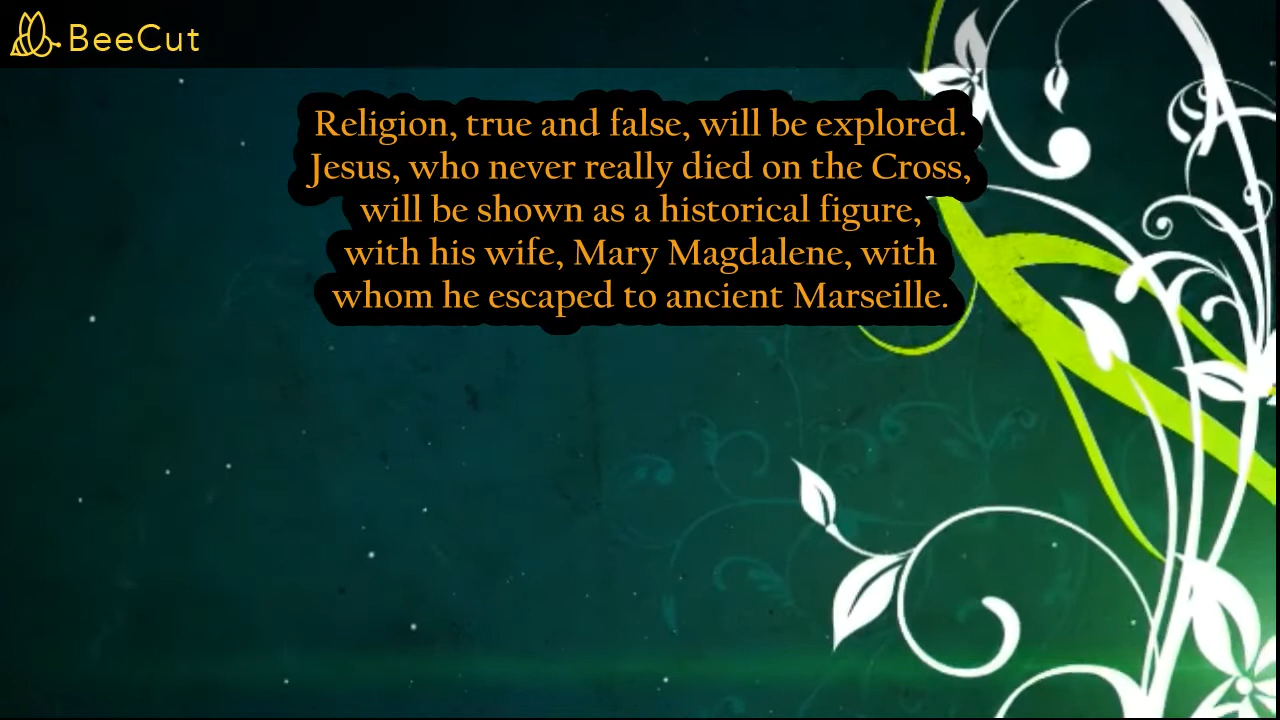 BeeCut
Religion, true and false, will be explored.
Jesus, who never really died on the Cross,
will be shown as a historical figure,
with his wife, Mary Magdalene, with
whom he escaped to ancient Marseille.